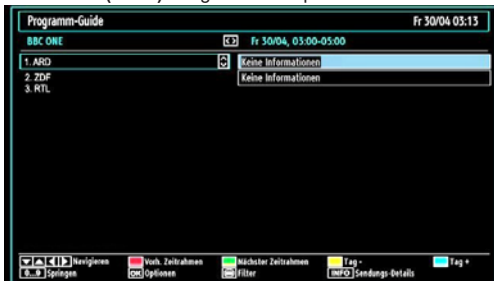 Programm-Guide Fr 30/04 03:13
BBC ONE Fr 30/04, 03:00-05:00
1. ARD Keine Informationen
2. ZDF Keine Informationen
3. RTL
Navigieren Vorh. Zeitrahmen Nächster Zeitrahmen Tag - Tag +
0...9 Springen OK Optionen Filter INFO Sendungs-Details